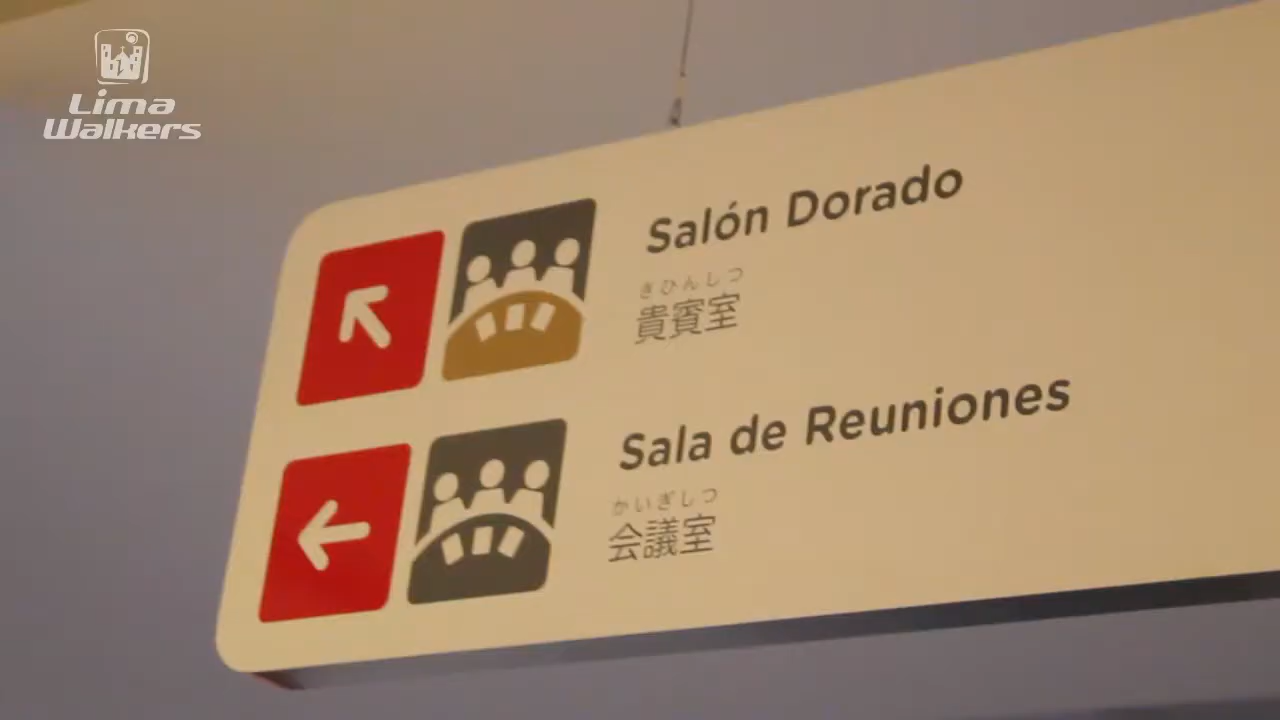 Lima
Walkers
Salón Dorado
きひんしつ
貴賓室
Sala de Reuniones
かいぎしつ
会議室